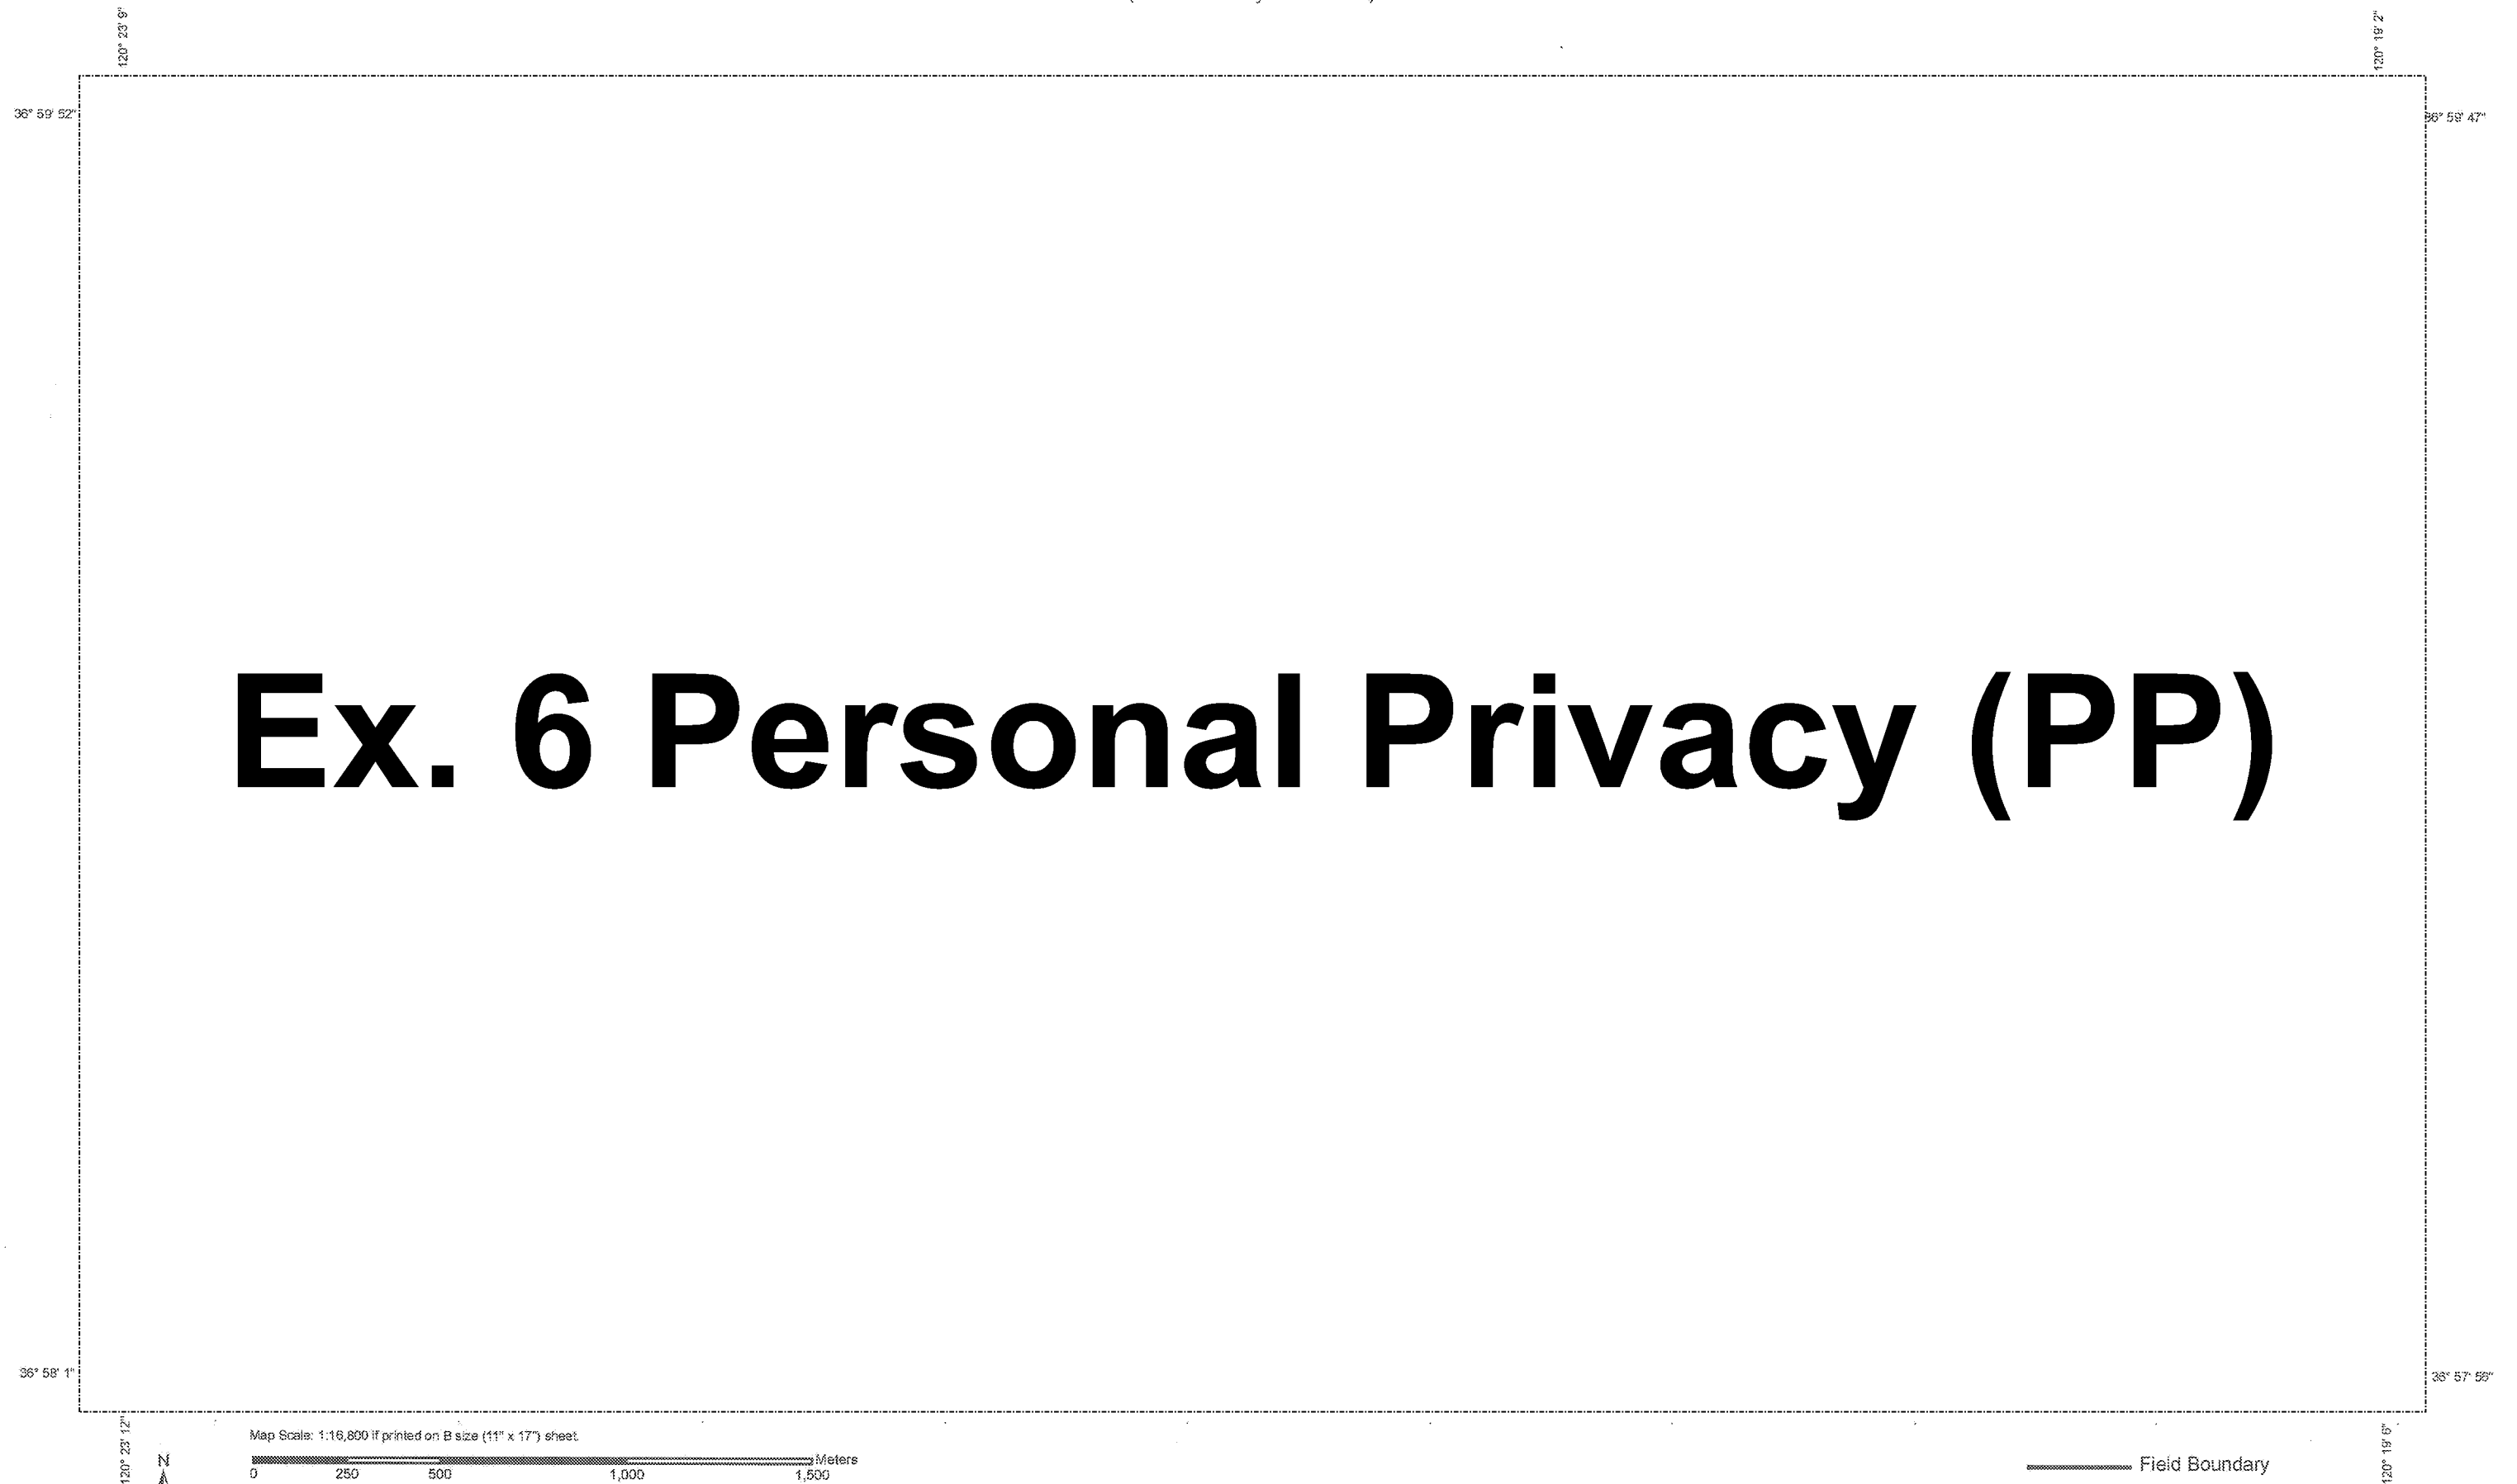 120° 23' 9"
120° 19' 2"
36° 59' 52"
36° 59' 47"
Ex. 6 Personal Privacy (PP)
36° 58' 1"
36° 57' 56"
120° 23' 12"
120° 19' 6"
Map Scale: 1:16,800 if printed on B size (11" x 17") sheet.
N
Meters
0 250 500 1,000 1,500
Field Boundary